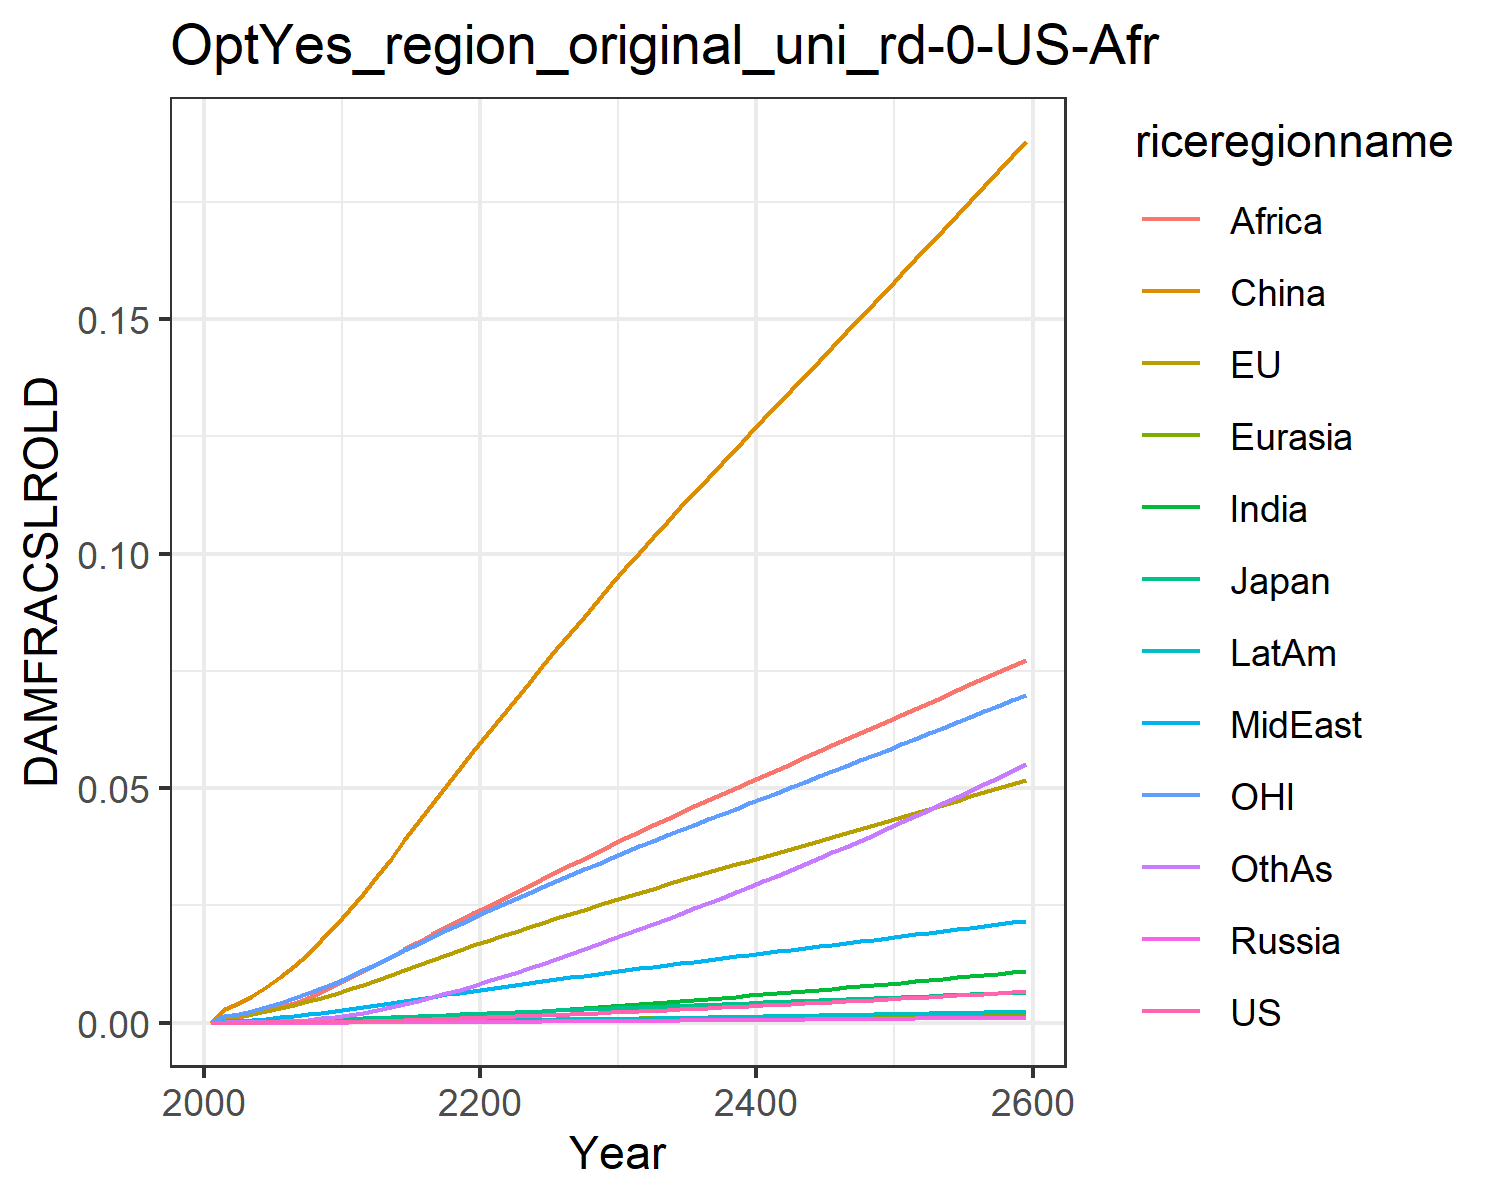 OptYes_region_original_uni_rd-0-US-Afr
DAMFRACSLROLD
0.15
0.10
0.05
0.00
2000 2200 2400 2600
Year
riceregionname
Africa
China
EU
Eurasia
India
Japan
LatAm
MidEast
OHI
OthAs
Russia
US